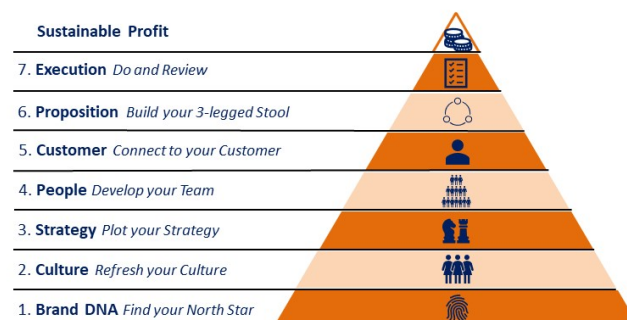 Sustainable Profit
7. Execution Do and Review
6. Proposition Build your 3-legged Stool
5. Customer Connect to your Customer
4. People Develop your Team
3. Strategy Plot your Strategy
2. Culture Refresh your Culture
1. Brand DNA Find your North Star